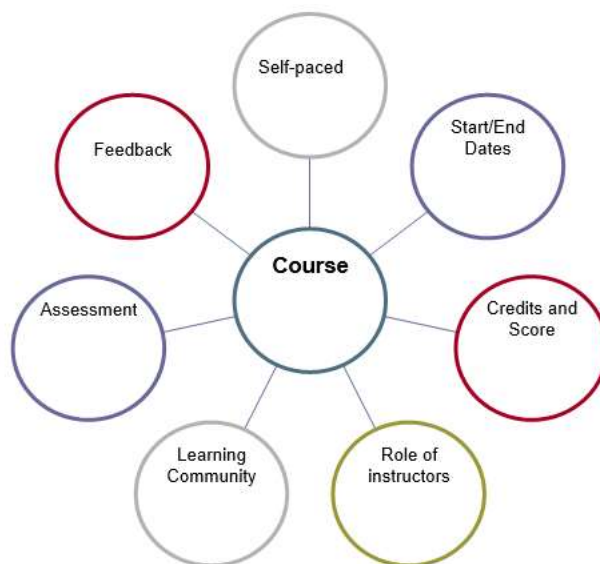 Self-paced
Start/End
Dates
Feedback
Course
Assessment
Credits and
Score
Learning
Community
Role of
instructors